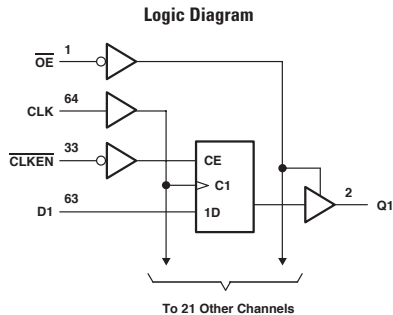 Logic Diagram
OE 1
CLK 64
CLKEN 33
D1 63
CE
C1
1D
2
Q1
To 21 Other Channels